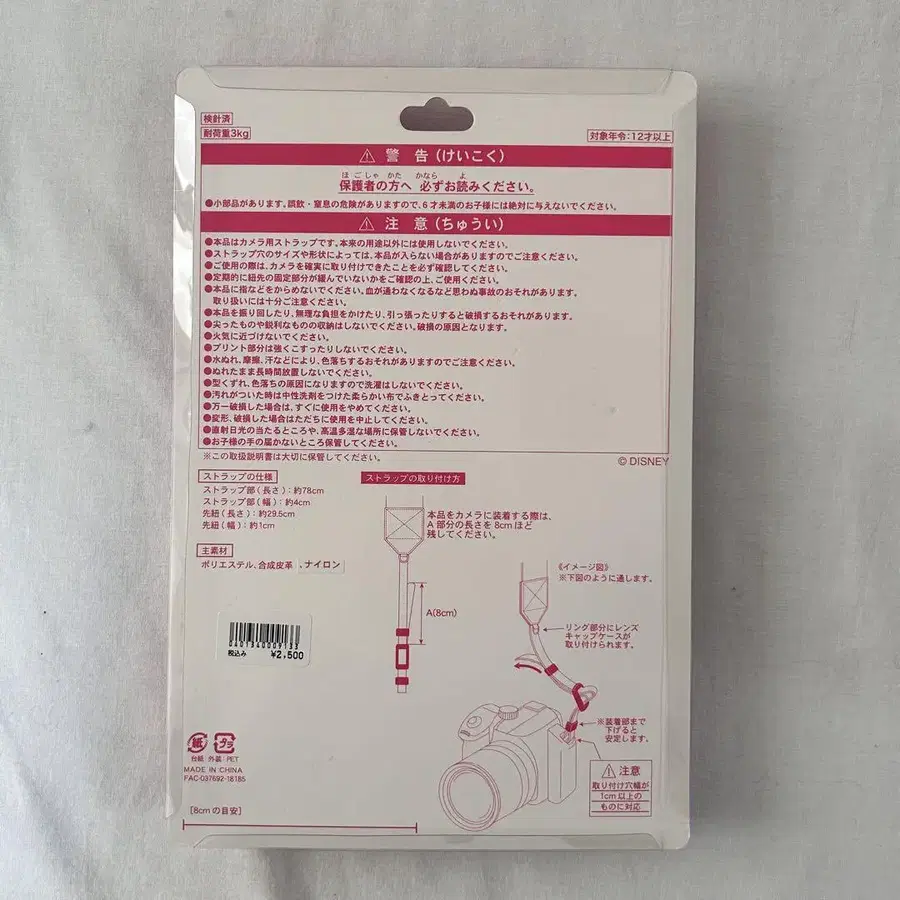 検針済
耐荷重3kg
対象年令:12才以上
警 告(けいこく)
ほごしゃ かた かなら よ
保護者の方へ 必ずお読みください。
●小部品があります。誤飲・窒息の危険がありますので、6才未満のお子様には絶対に与えないでください。
注 意(ちゅうい)
●本品はカメラ用ストラップです。本来の用途以外には使用しないでください。
●ストラップ穴のサイズや形状によっては、本品が入らない場合がありますのでご注意ください。
●ご使用の際は、カメラを確実に取り付けできたことを必ず確認してください。
●定期的に紐先の固定部分が緩んでいないかをご確認の上、ご使用ください。
●本品に指などをからめないでください。血が通わなくなるなど思わぬ事故のおそれがあります。
取り扱いには十分ご注意ください。
●本品を振り回したり、無理な負担をかけたり、引っ張ったりすると破損するおそれがあります。
●尖ったものや鋭利なものの収納はしないでください。破損の原因となります。
●火気に近づけないでください。
●プリント部分は強くこすったりしないでください。
●水ぬれ、摩擦、汗などにより、色落ちするおそれがありますのでご注意ください。
●ぬれたまま長時間放置しないでください。
●型くずれ、色落ちの原因になりますので洗濯はしないでください。
●汚れがついた時は中性洗剤をつけた柔らかい布でふきとってください。
●万一破損した場合は、すぐに使用をやめてください。
●変形、破損した場合はただちに使用を中止してください。
●直射日光の当たるところや、高温多湿な場所に保管しないでください。
●お子様の手の届かないところ保管してください。
※この取扱説明書は大切に保管してください。
© DISNEY
ストラップの仕様
ストラップ部(長さ):約78cm
ストラップ部(幅):約4cm
先紐(長さ):約29.5cm
先紐(幅):約1cm
主素材
ポリエステル、合成皮革 、ナイロン
ストラップの取り付け方
本品をカメラに装着する際は、
A部分の長さを8cmほど
残してください。
A(8cm)
《イメージ図》
※下図のように通します。
リング部分にレンズ
キャップケースが
取り付けられます。
※装着部まで
下げると
安定します。
注意
取り付け穴幅が
1cm以上の
ものに対応
0401340009133
税込み ¥2,500
紙 プラ
台紙 外装:PET
MADE IN CHINA
FAC-037692-18185
[8cmの目安]